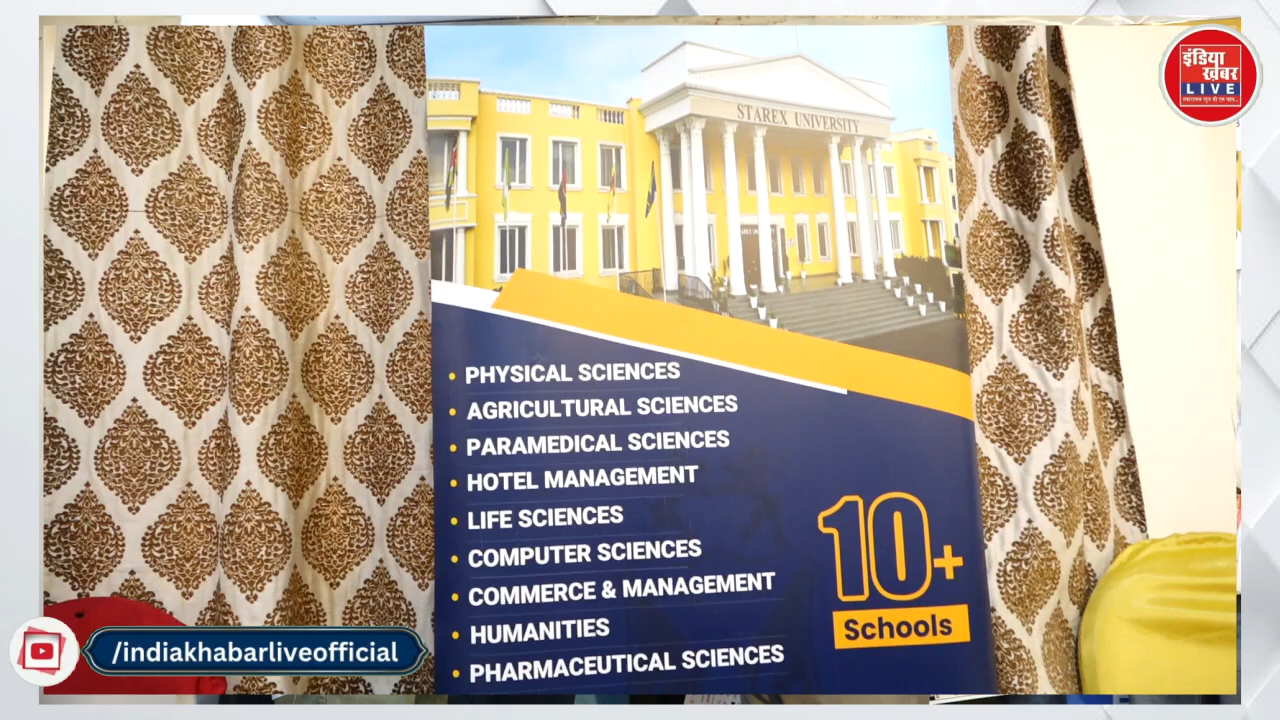 STAREX UNIVERSITY
इंडिया
ख़बर
LIVE
• PHYSICAL SCIENCES
• AGRICULTURAL SCIENCES
• PARAMEDICAL SCIENCES
• HOTEL MANAGEMENT
• LIFE SCIENCES
• COMPUTER SCIENCES
• COMMERCE & MANAGEMENT
• HUMANITIES
• PHARMACEUTICAL SCIENCES
10+
Schools
/indiakhabarliveofficial